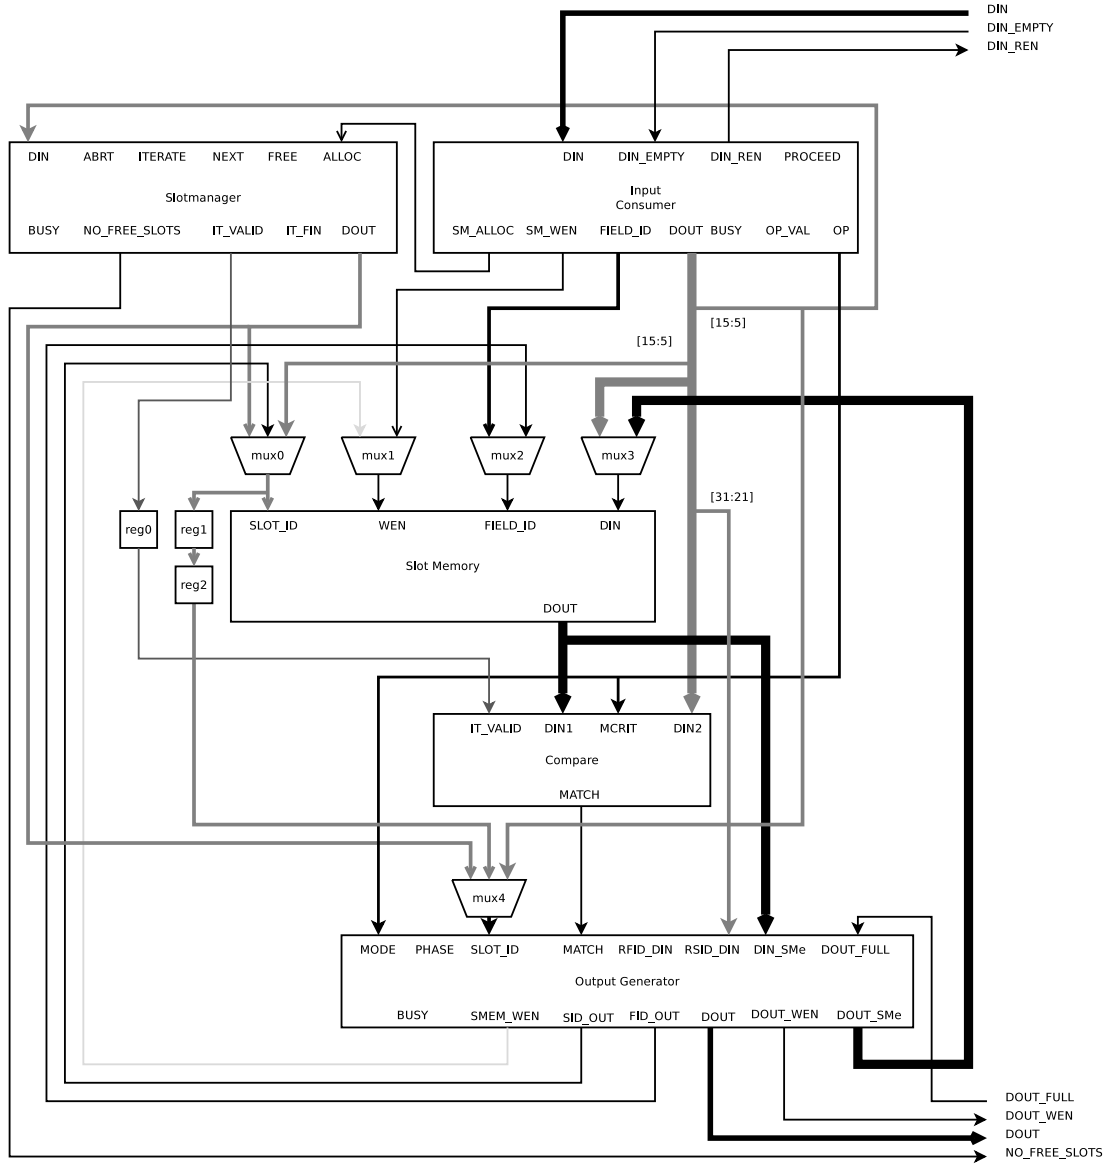 DIN
DIN_EMPTY
DIN_REN
DIN ABRT ITERATE NEXT FREE ALLOC
Slotmanager
BUSY NO_FREE_SLOTS IT_VALID IT_FIN DOUT
DIN DIN_EMPTY DIN_REN PROCEED
Input
Consumer
SM_ALLOC SM_WEN FIELD_ID DOUT BUSY OP_VAL OP
[15:5]
[15:5]
mux0 mux1 mux2 mux3
[31:21]
reg0 reg1
reg2
SLOT_ID WEN FIELD_ID DIN
Slot Memory
DOUT
IT_VALID DIN1 MCRIT DIN2
Compare
MATCH
mux4
MODE PHASE SLOT_ID MATCH RFID_DIN RSID_DIN DIN_SMe DOUT_FULL
Output Generator
BUSY SMEM_WEN SID_OUT FID_OUT DOUT DOUT_WEN DOUT_SMe
DOUT_FULL
DOUT_WEN
DOUT
NO_FREE_SLOTS